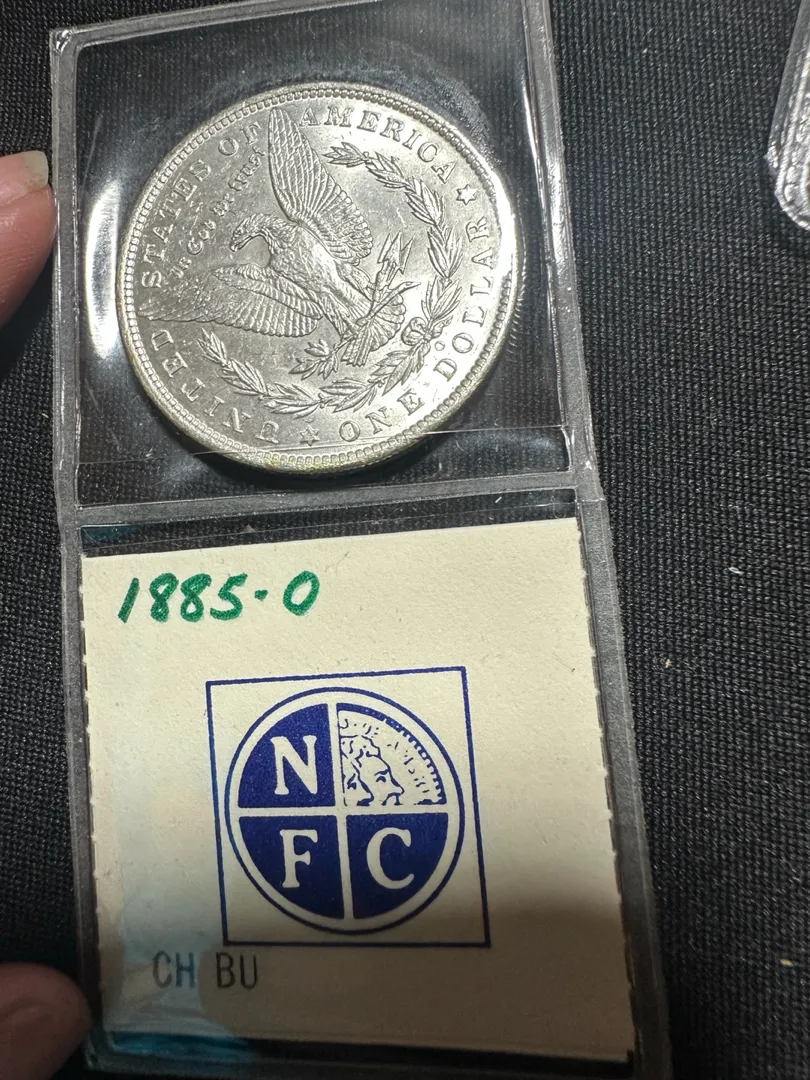 UNITED STATES OF AMERICA
IN GOD WE TRUST
ONE DOLLAR
O
1885-O
N
F C
CH BU